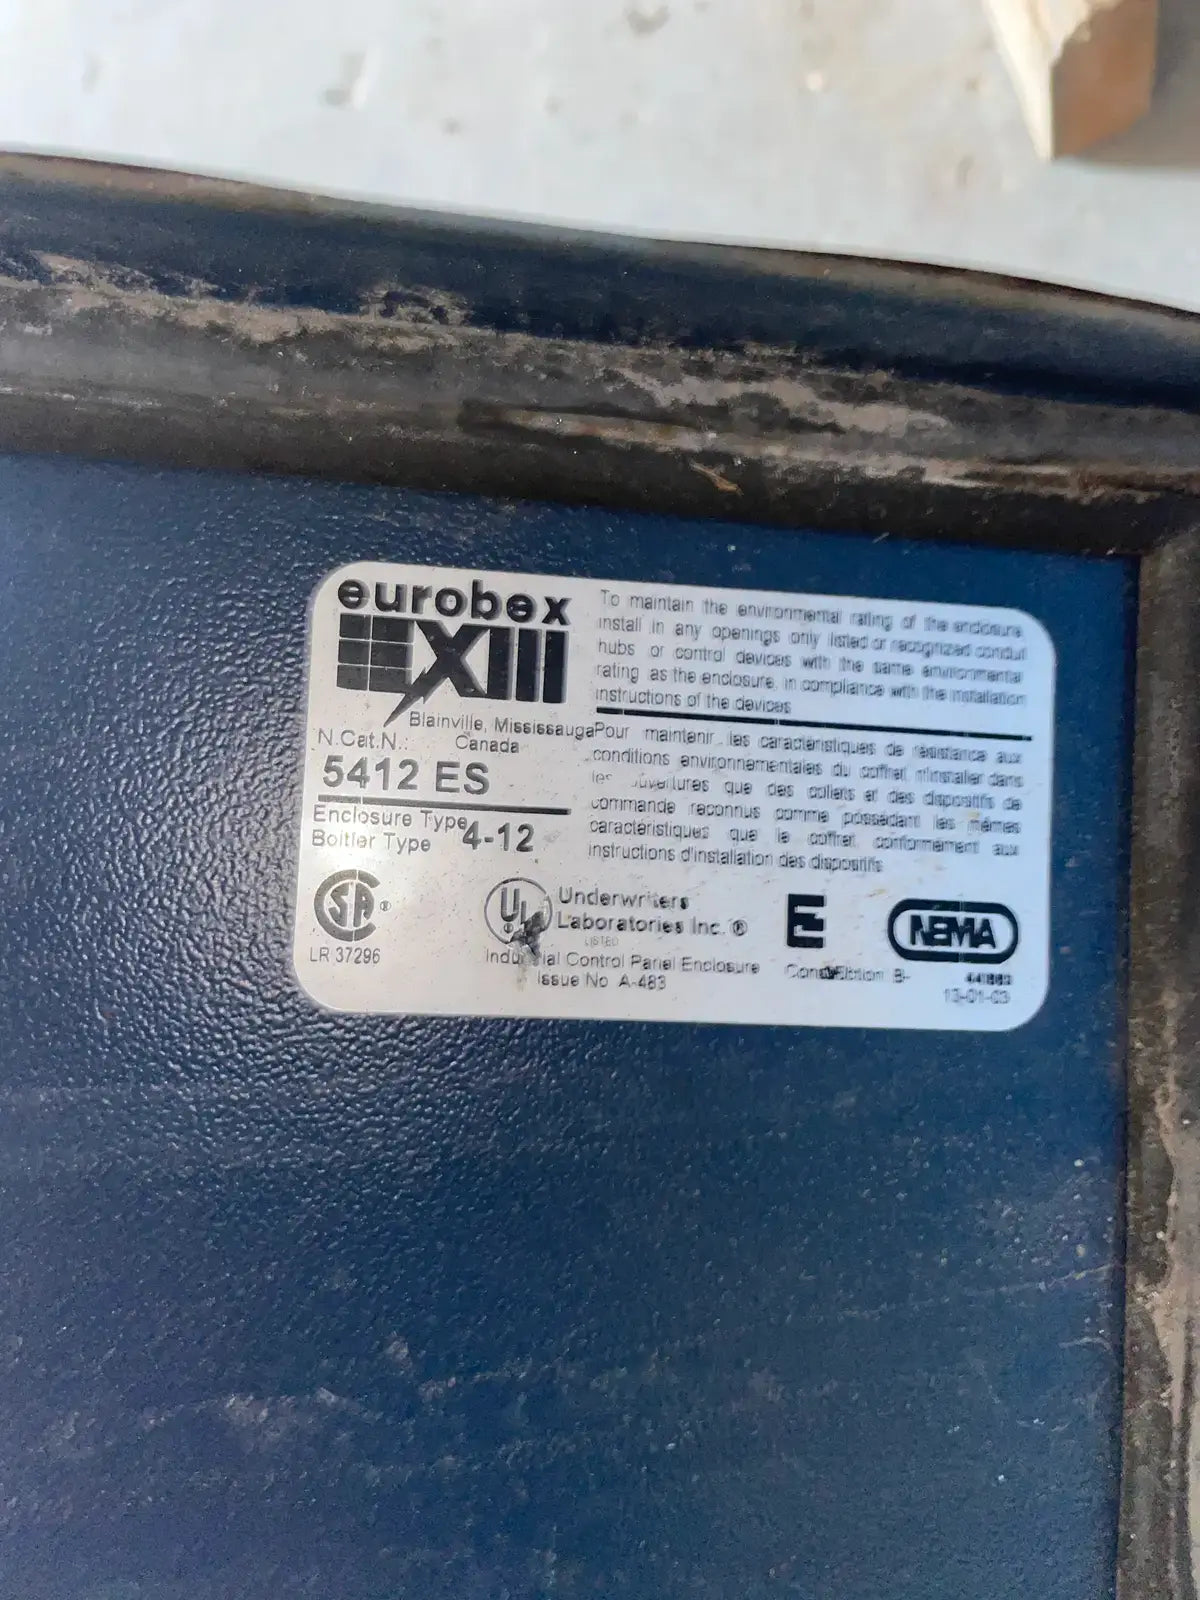 eurobex
Blainville, Mississauga
Canada
N.Cat.N.:
5412 ES
Enclosure Type
Boitier Type 4-12
To maintain the environmental rating of the enclosure,
install in any openings only listed or recognized conduit
hubs or control devices with the same environmental
rating as the enclosure, in compliance with the installation
instructions of the devices
Pour maintenir les caractéristiques de résistance aux
conditions environnementales du coffret n'installer dans
les ouvertures que des collets et des dispositifs de
commande reconnus comme possédant les mêmes
caractéristiques que le coffret, conformément aux
instructions d'installation des dispositifs
SA ®
LR 37296
UL ®
Underwriters
Laboratories Inc. ®
LISTED
Industrial Control Panel Enclosure
Issue No A-483
NEMA
13-01-03